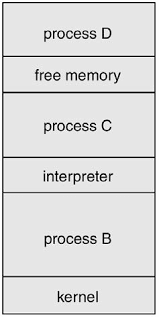 process D
free memory
process C
interpreter
process B
kernel